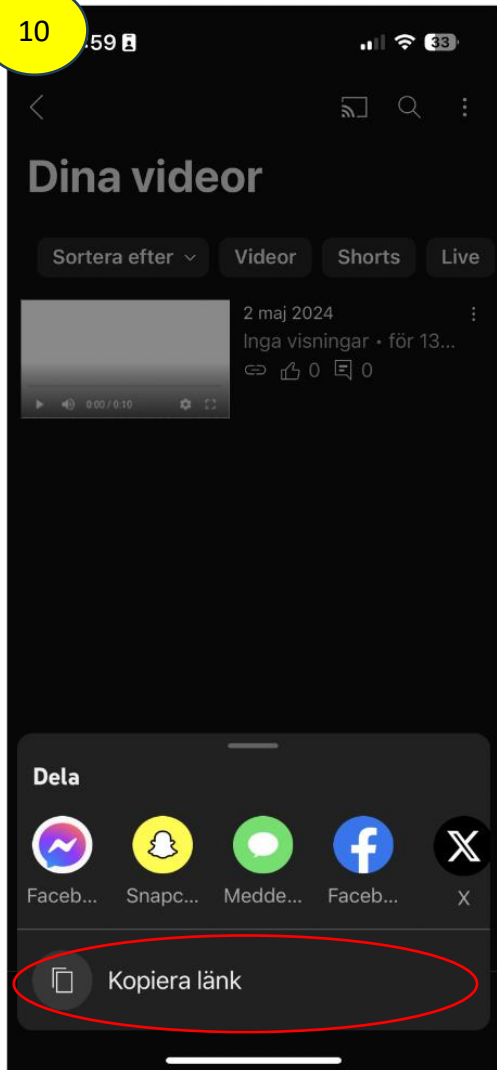 10
:59
33
Dina videor
Sortera efter
Videor
Shorts
Live
2 maj 2024
Inga visningar • för 13...
0 0
0:00 / 0:10
Dela
Faceb...
Snapc...
Medde...
Faceb...
X
Kopiera länk